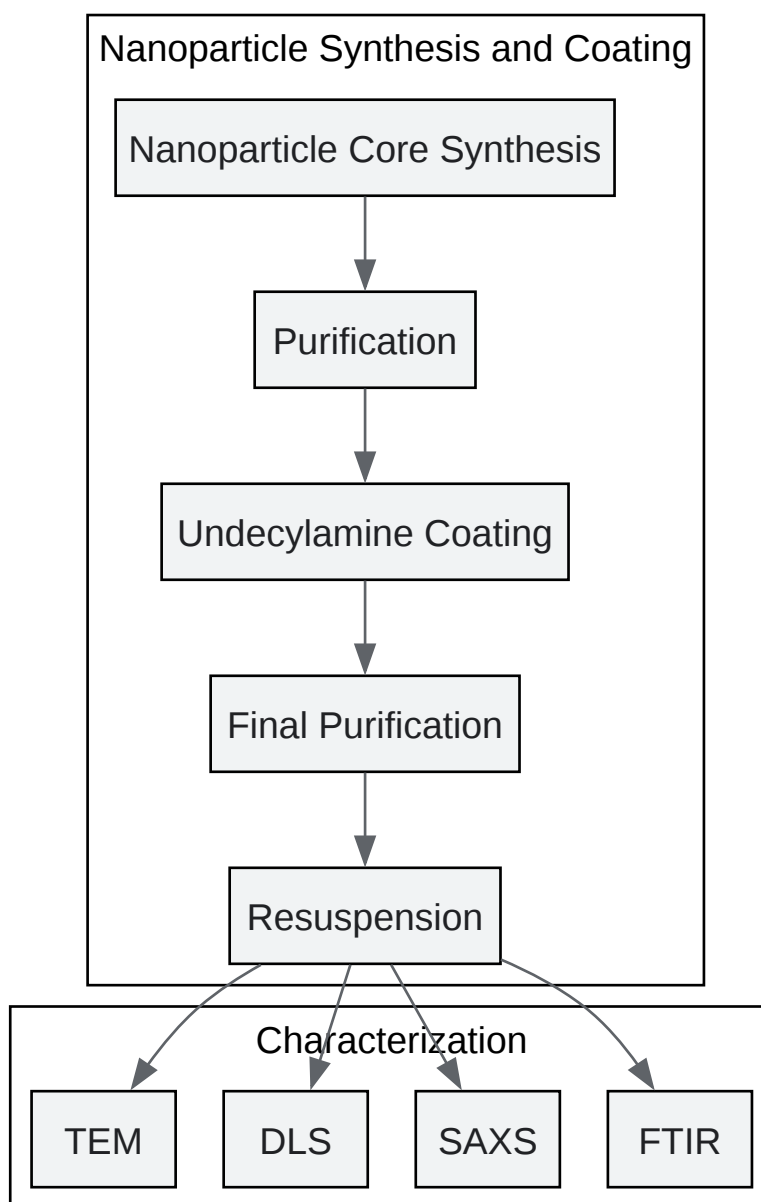 Nanoparticle Synthesis and Coating
Nanoparticle Core Synthesis
Purification
Undecylamine Coating
Final Purification
Resuspension
Characterization
TEM
DLS
SAXS
FTIR